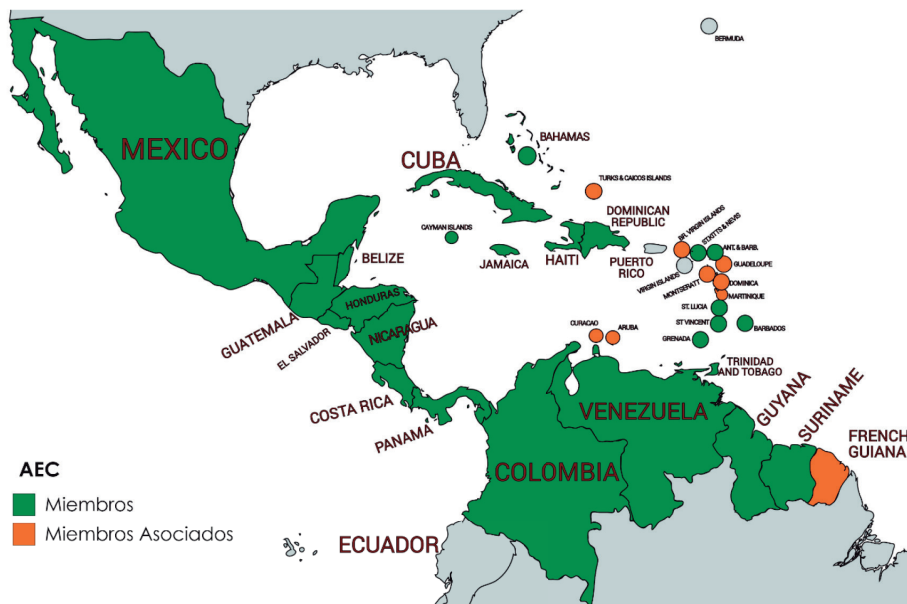 BERMUDA
BAHAMAS
MEXICO
CUBA
TURKS & CAICOS ISLANDS
DOMINICAN
REPUBLIC
CAYMAN ISLANDS
BR. VIRGIN ISLANDS
ST.KITTS & NEVIS
ANT. & BARB.
BELIZE
JAMAICA
HAITI
PUERTO
RICO
VIRGIN ISLANDS
GUADELOUPE
MONTSERATT
DOMINICA
MARTINIQUE
HONDURAS
ST. LUCIA
GUATEMALA
EL SALVADOR
NICARAGUA
CURACAO
ARUBA
ST VINCENT
BARBADOS
GRENADA
TRINIDAD
AND TOBAGO
COSTA RICA
PANAMA
VENEZUELA
GUYANA
SURINAME
FRENCH
GUIANA
COLOMBIA
AEC
Miembros
Miembros Asociados
ECUADOR